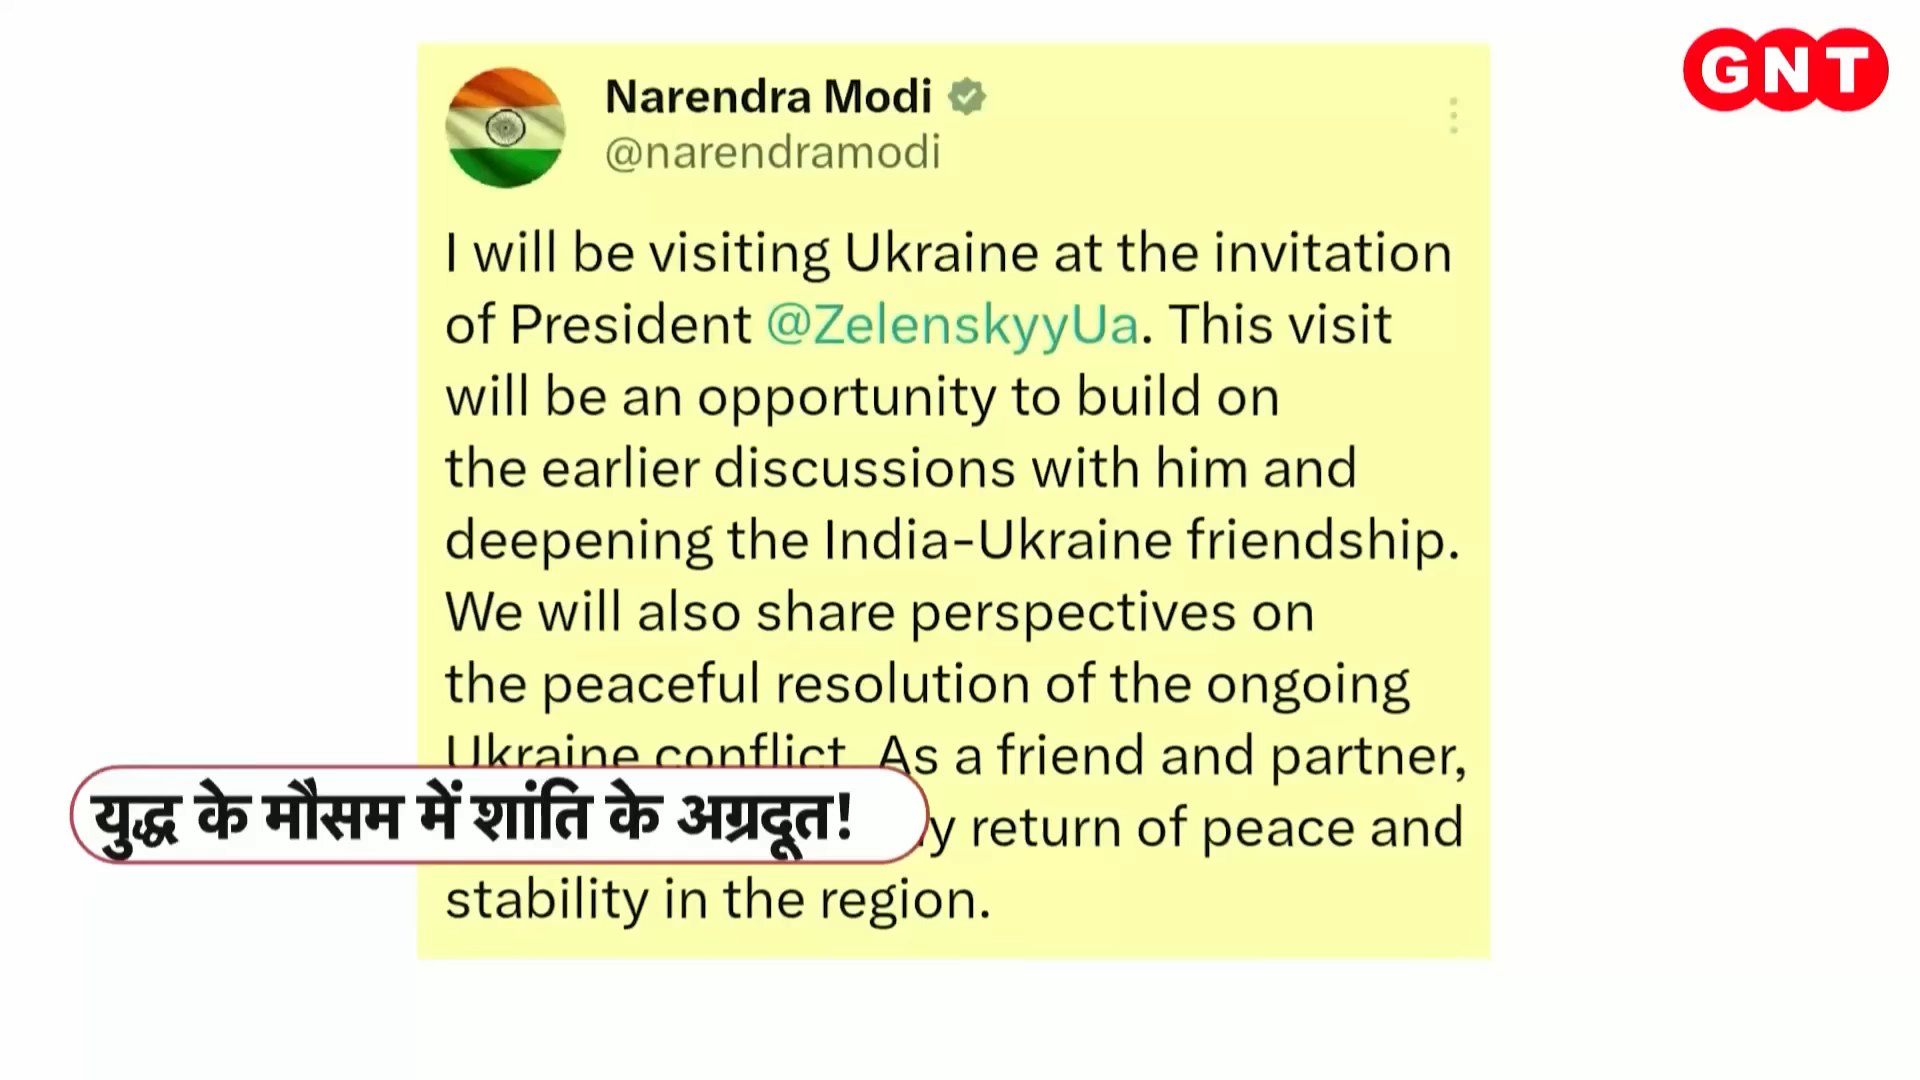 GNT
Narendra Modi
@narendramodi
I will be visiting Ukraine at the invitation
of President @ZelenskyyUa. This visit
will be an opportunity to build on
the earlier discussions with him and
deepening the India-Ukraine friendship.
We will also share perspectives on
the peaceful resolution of the ongoing
Ukraine conflict. As a friend and partner,
युद्ध के मौसम में शांति के अग्रदूत!
return of peace and
stability in the region.